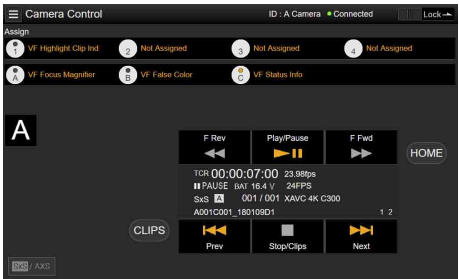 Camera Control
ID : A Camera Connected
Lock
Assign
1 VF Highlight Clip Ind
2 Not Assigned
3 Not Assigned
4 Not Assigned
A VF Focus Magnifier
B VF False Color
C VF Status Info
A
F Rev
Play/Pause
F Fwd
HOME
TCR 00:00:07:00 23.98fps
PAUSE BAT 16.4 V 24FPS
SxS A 001 / 001 XAVC 4K C300
A001C001_180109D1 1 2
CLIPS
Prev
Stop/Clips
Next
SxS / AXS